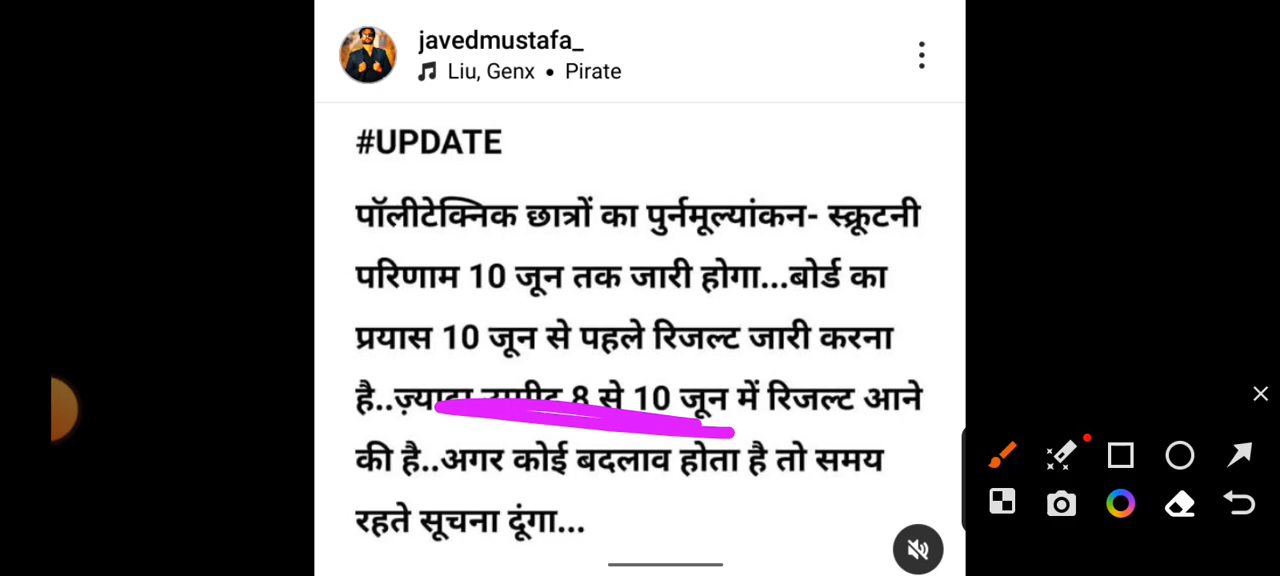 javedmustafa_
Liu, Genx • Pirate
#UPDATE
पॉलीटेक्निक छात्रों का पुर्नमूल्यांकन- स्क्रूटनी
परिणाम 10 जून तक जारी होगा...बोर्ड का
प्रयास 10 जून से पहले रिजल्ट जारी करना
है..ज़्यादा उम्मीद 8 से 10 जून में रिजल्ट आने
की है..अगर कोई बदलाव होता है तो समय
रहते सूचना दूंगा...